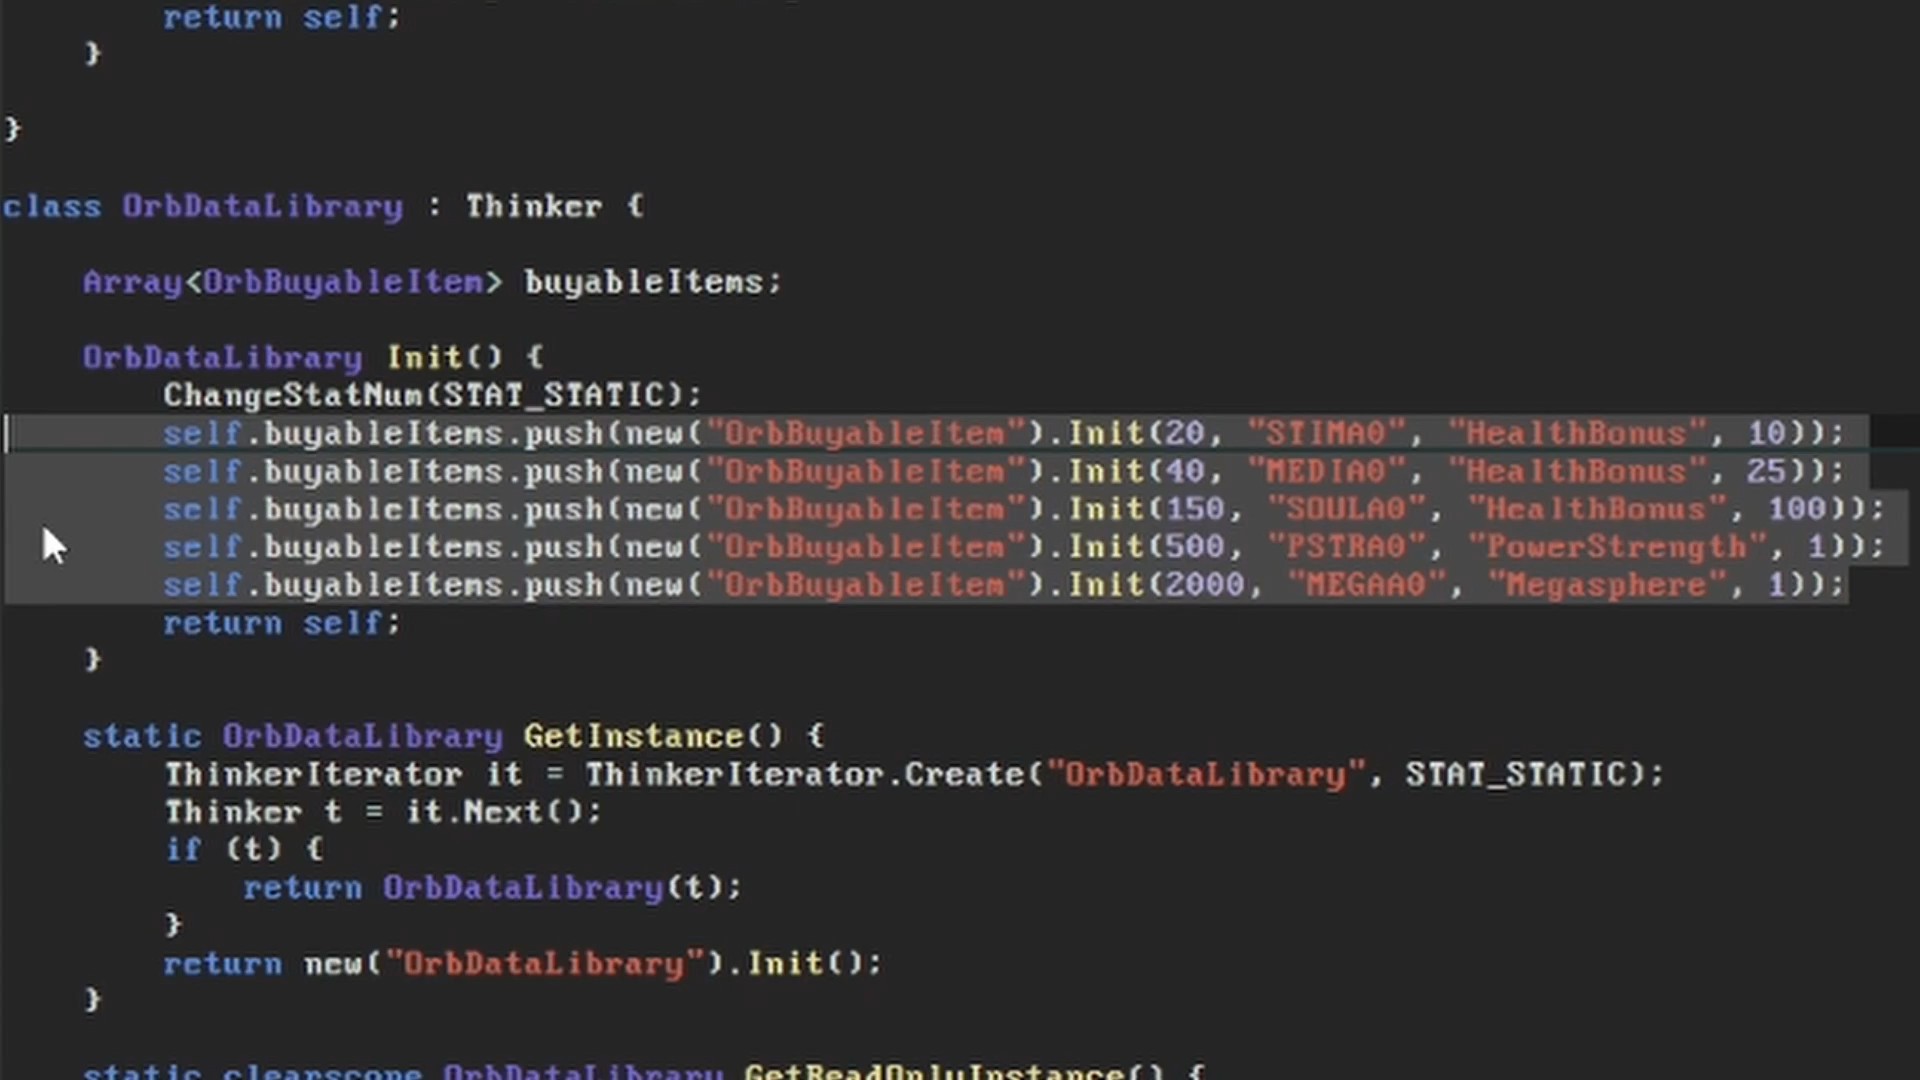 return self;
}
}
class OrbDataLibrary : Thinker {
Array<OrbBuyableItem> buyableItems;
OrbDataLibrary Init() {
ChangeStatNum(STAT_STATIC);
self.buyableItems.push(new("OrbBuyableItem").Init(20, "STIMA0", "HealthBonus", 10));
self.buyableItems.push(new("OrbBuyableItem").Init(40, "MEDIA0", "HealthBonus", 25));
self.buyableItems.push(new("OrbBuyableItem").Init(150, "SOULA0", "HealthBonus", 100));
self.buyableItems.push(new("OrbBuyableItem").Init(500, "PSTRA0", "PowerStrength", 1));
self.buyableItems.push(new("OrbBuyableItem").Init(2000, "MEGAA0", "Megasphere", 1));
return self;
}
static OrbDataLibrary GetInstance() {
ThinkerIterator it = ThinkerIterator.Create("OrbDataLibrary", STAT_STATIC);
Thinker t = it.Next();
if (t) {
return OrbDataLibrary(t);
}
return new("OrbDataLibrary").Init();
}
static clearscope OrbDataLibrary GetReadOnlyInstance() {